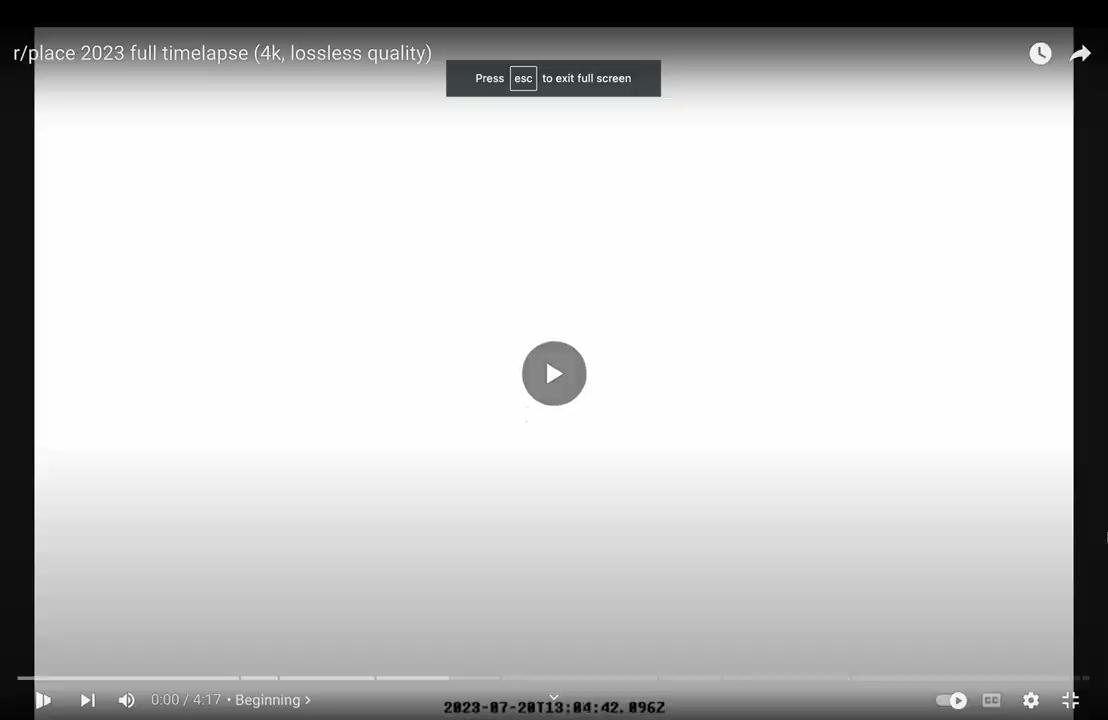 r/place 2023 full timelapse (4k, lossless quality)
Press esc to exit full screen
0:00 / 4:17 • Beginning >
CC
2023-07-20T13:04:42.096Z